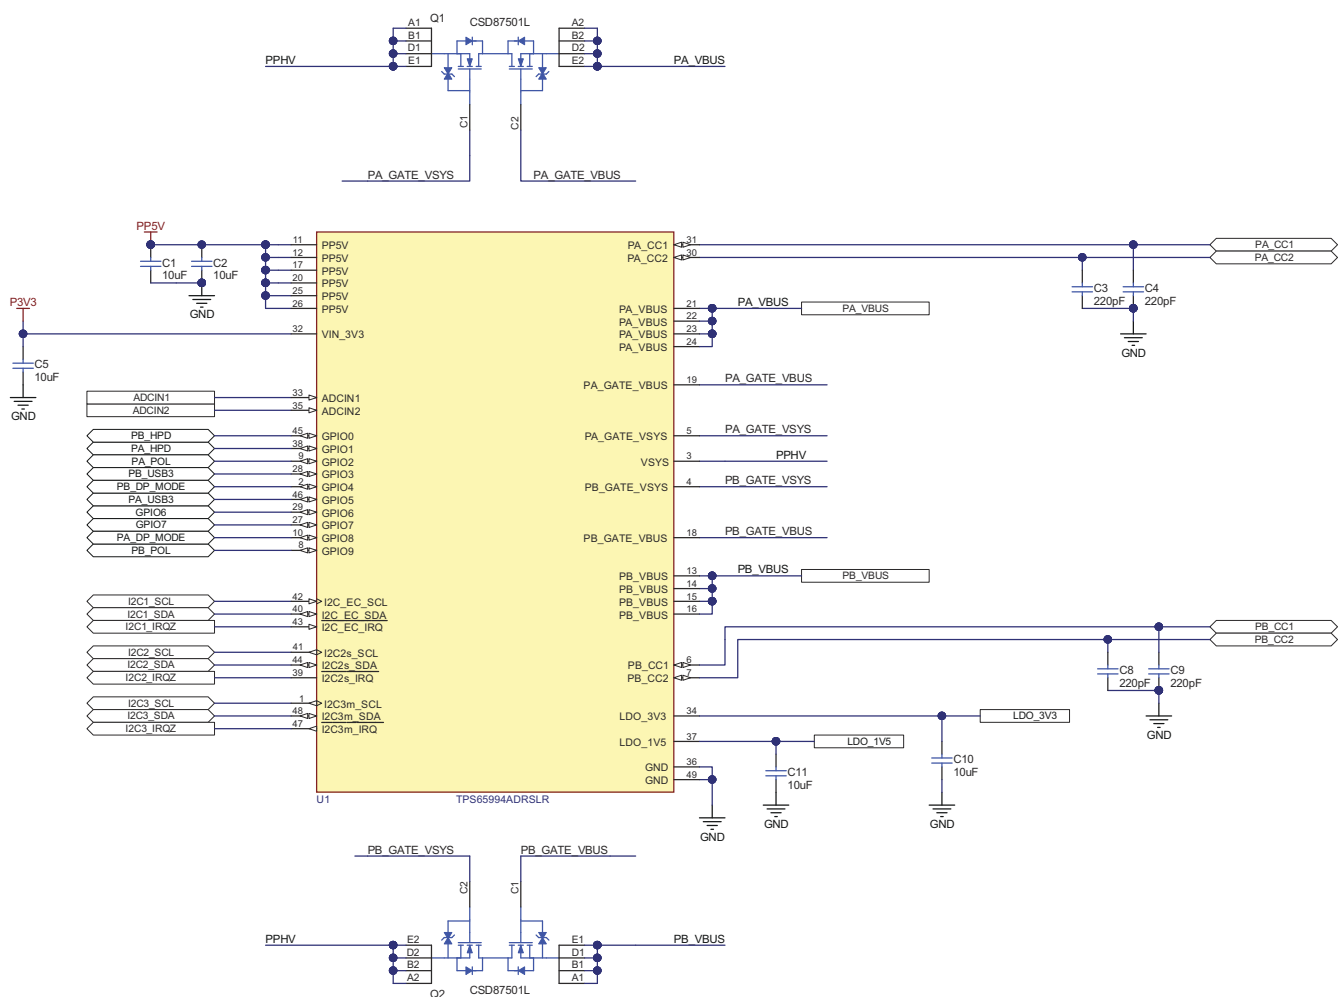 A1 Q1 CSD87501L A2
B1 B2
D1 D2
PPHV E1 E2 PA_VBUS
C1 C2
PA_GATE_VSYS PA_GATE_VBUS
PP5V
11 PP5V PA_CC1 31 PA_CC1
12 PP5V PA_CC2 30 PA_CC2
C1 10uF C2 10uF 17 PP5V
20 PP5V C3 220pF C4 220pF
25 PP5V
P3V3 GND 26 PP5V PA_VBUS 21 PA_VBUS PA_VBUS
PA_VBUS 22
32 VIN_3V3 PA_VBUS 23
PA_VBUS 24 GND
C5 10uF
PA_GATE_VBUS 19 PA_GATE_VBUS
ADCIN1 33 ADCIN1
ADCIN2 35 ADCIN2
GND
PB_HPD 45 GPIO0 PA_GATE_VSYS 5 PA_GATE_VSYS
PA_HPD 38 GPIO1
PA_POL 9 GPIO2 VSYS 3 PPHV
PB_USB3 28 GPIO3
PB_DP_MODE 2 GPIO4 PB_GATE_VSYS 4 PB_GATE_VSYS
PA_USB3 46 GPIO5
GPIO6 29 GPIO6
GPIO7 27 GPIO7
PA_DP_MODE 10 GPIO8 PB_GATE_VBUS 18 PB_GATE_VBUS
PB_POL 8 GPIO9
PB_VBUS 13 PB_VBUS PB_VBUS
PB_VBUS 14
I2C1_SCL 42 I2C_EC_SCL PB_VBUS 15
I2C1_SDA 40 I2C_EC_SDA PB_VBUS 16
I2C1_IRQZ 43 I2C_EC_IRQ PB_CC1
PB_CC2
I2C2_SCL 41 I2C2s_SCL
I2C2_SDA 44 I2C2s_SDA PB_CC1 6
I2C2_IRQZ 39 I2C2s_IRQ PB_CC2 7 C8 220pF C9 220pF
I2C3_SCL 1 I2C3m_SCL
I2C3_SDA 48 I2C3m_SDA LDO_3V3 34 LDO_3V3
I2C3_IRQZ 47 I2C3m_IRQ GND
LDO_1V5 37 LDO_1V5
C10 10uF
GND 36 C11 10uF
GND 49
U1 TPS65994ADRSLR
GND GND GND
PB_GATE_VSYS PB_GATE_VBUS
C2 C1
PPHV E2 E1 PB_VBUS
D2 D1
B2 B1
A2 A1
Q2 CSD87501L